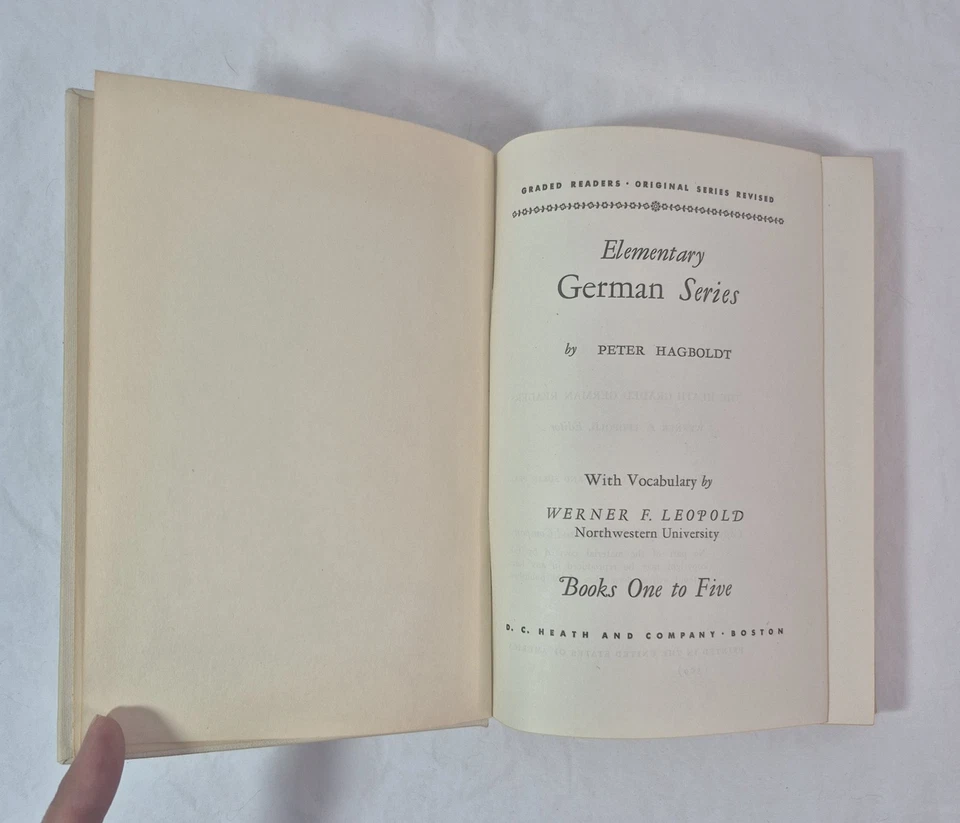 GRADED READERS · ORIGINAL SERIES REVISED
Elementary
German Series
by PETER HAGBOLDT
With Vocabulary by
WERNER F. LEOPOLD
Northwestern University
Books One to Five
D. C. HEATH AND COMPANY · BOSTON